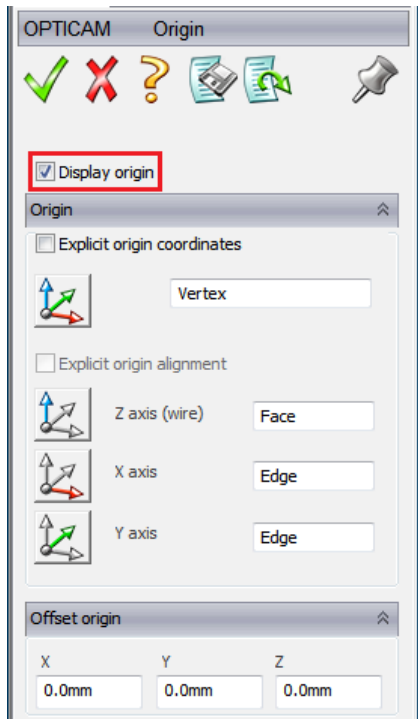 OPTICAM Origin
Display origin
Origin
Explicit origin coordinates
Vertex
Explicit origin alignment
Z axis (wire) Face
X axis Edge
Y axis Edge
Offset origin
X Y Z
0.0mm 0.0mm 0.0mm